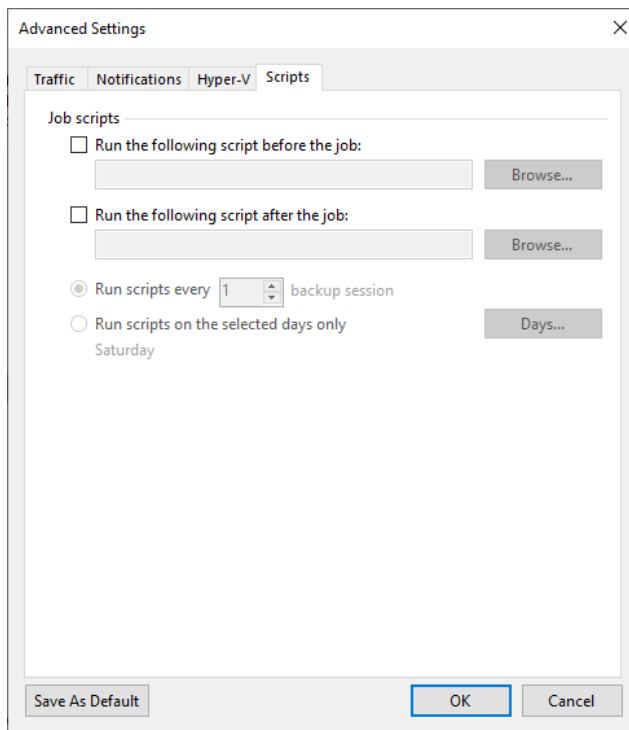 Advanced Settings
Traffic Notifications Hyper-V Scripts
Job scripts
Run the following script before the job:
Browse...
Run the following script after the job:
Browse...
Run scripts every 1 backup session
Run scripts on the selected days only Days...
Saturday
Save As Default OK Cancel